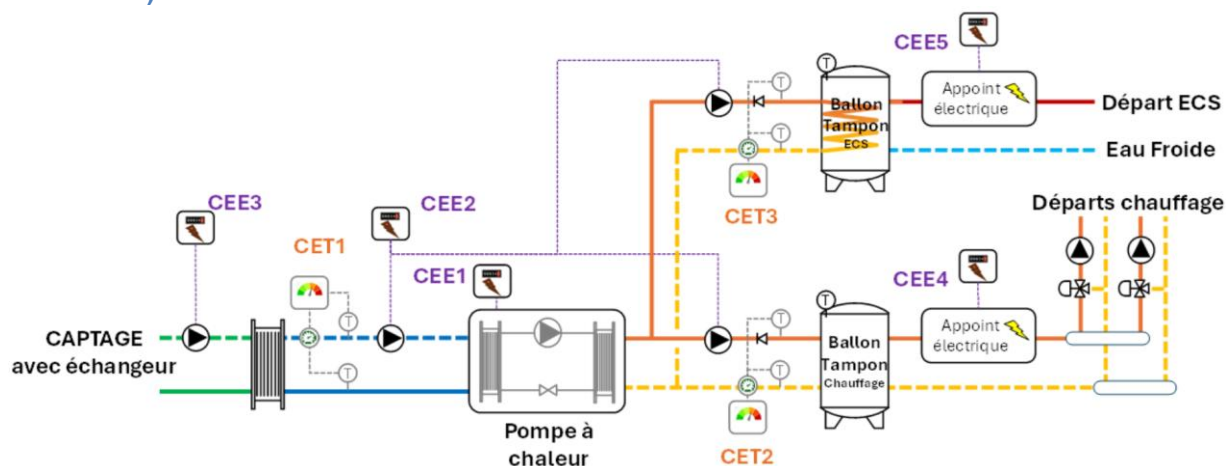 CEE5
Appoint
électrique
Départ ECS
Eau Froide
T
T
T
Ballon
Tampon
ECS
CET3
CEE3
CEE2
CET1
CEE1
Départs chauffage
CEE4
Appoint
électrique
T
T
T
T
T
Ballon
Tampon
Chauffage
CET2
CAPTAGE
avec échangeur
Pompe à
chaleur